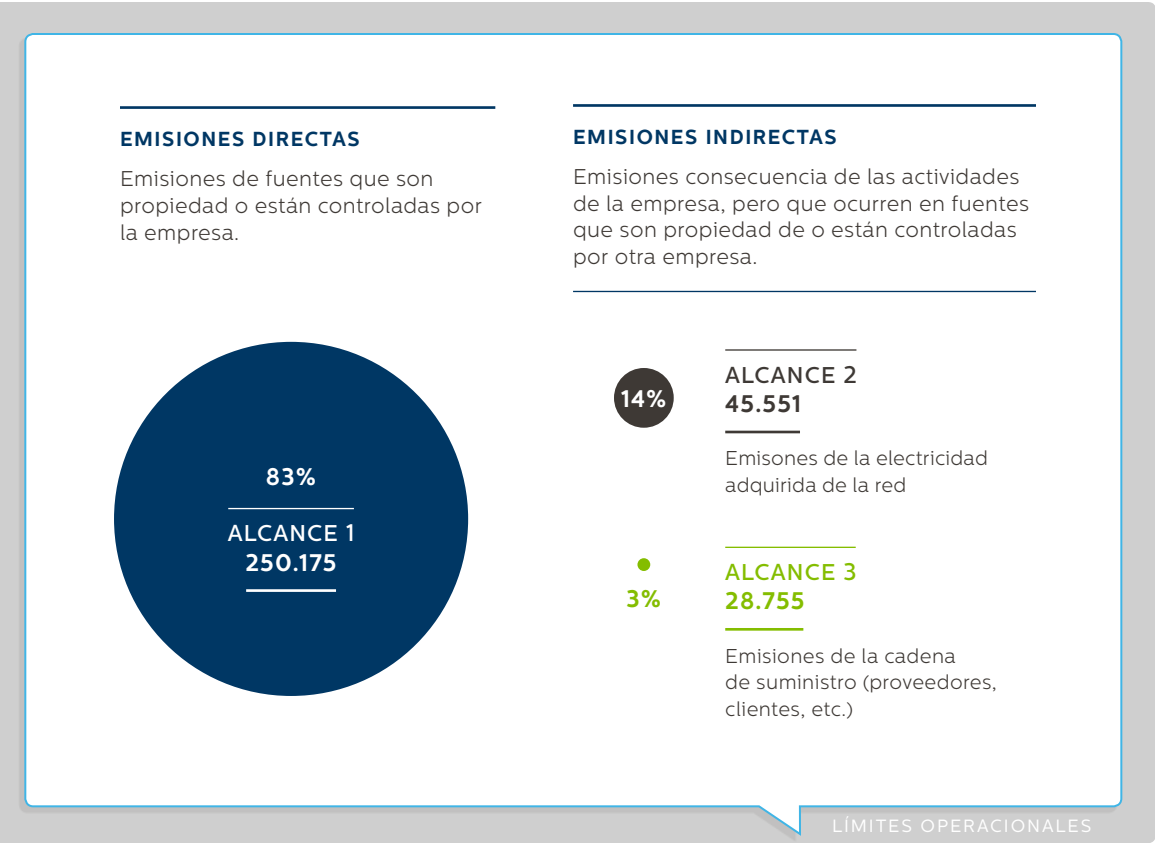 EMISIONES DIRECTAS
Emisiones de fuentes que son
propiedad o están controladas por
la empresa.
83%
ALCANCE 1
250.175
EMISIONES INDIRECTAS
Emisiones consecuencia de las actividades
de la empresa, pero que ocurren en fuentes
que son propiedad de o están controladas
por otra empresa.
14%
ALCANCE 2
45.551
Emisones de la electricidad
adquirida de la red
3%
ALCANCE 3
28.755
Emisiones de la cadena
de suministro (proveedores,
clientes, etc.)
LÍMITES OPERACIONALES